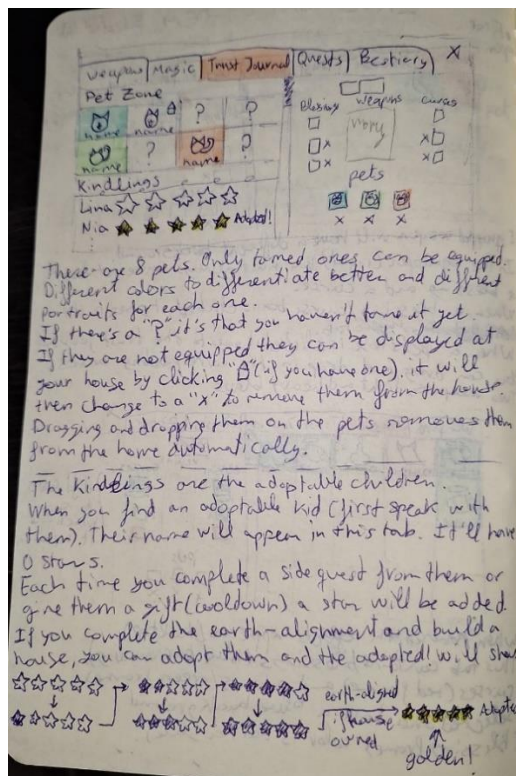 Weapons Magic Trust Journal Quests Bestiary X
Pet Zone
name name ? ?
name ? name ?
Kindlings
Lina
Nia Adopted!
Blessings weapons curses
x x
x x
pets
x x x
There are 8 pets. Only tamed ones can be equipped.
Different colors to differentiate better and different
portraits for each one.
If there's a "?" it's that you haven't tame it yet.
If they are not equipped they can be displayed at
your house by clicking " " (if you have one). it will
then change to a "x" to remove them from the house.
Dragging and dropping them on the pets removes them
from the home automatically.
The Kindlings are the adoptable children.
When you find an adoptable kid (first speak with
them). Their name will appear in this tab. It'll have
0 stars.
Each time you complete a side quest from them or
give them a gift (cooldown) a star will be added
If you complete the earth-alignment and build a
house, you can adopt them and the adopted! will show
earth-aligned
if house
owned
Adopted
golden!